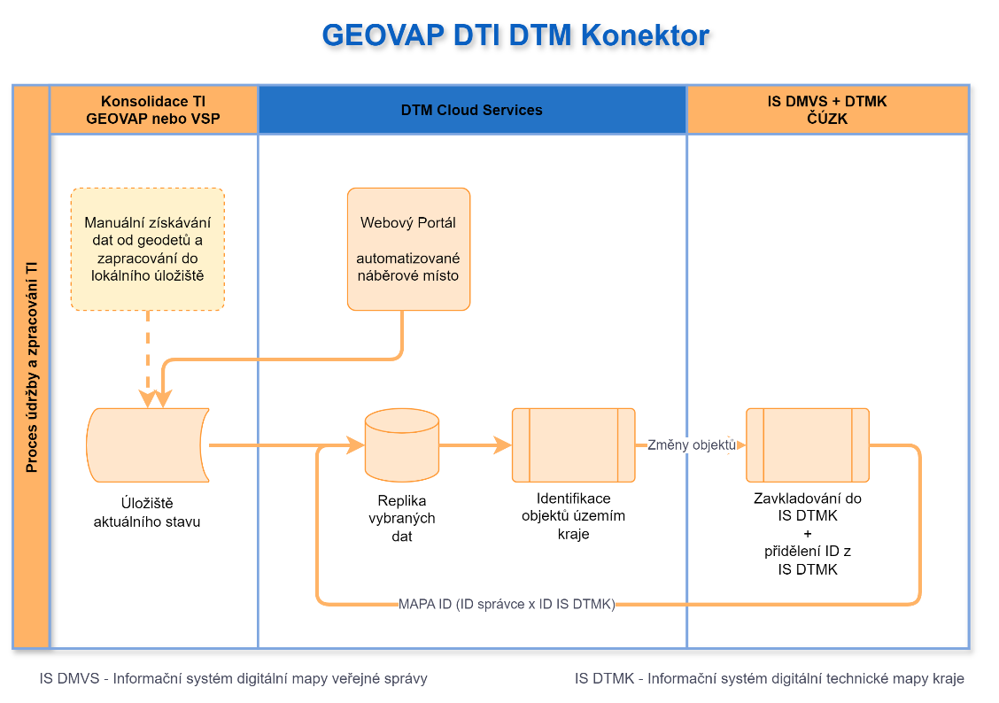 GEOVAP DTI DTM Konektor
Konsolidace TI
GEOVAP nebo VSP
DTM Cloud Services
IS DMVS + DTMK
ČÚZK
Proces údržby a zpracování TI
Manuální získávání
dat od geodetů a
zapracování do
lokálního úložiště
Webový Portál
automatizované
náběrové místo
Úložiště
aktuálního stavu
Replika
vybraných
dat
Identifikace
objektů územím
kraje
Změny objektů
Zavkladování do
IS DTMK
+
přidělení ID z
IS DTMK
MAPA ID (ID správce x ID IS DTMK)
IS DMVS - Informační systém digitální mapy veřejné správy
IS DTMK - Informační systém digitální technické mapy kraje